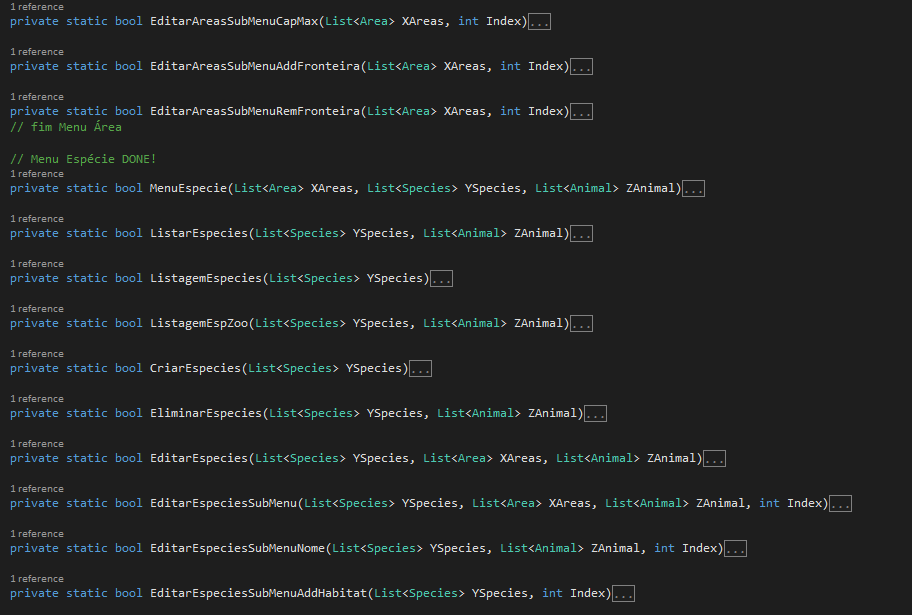 1 reference
private static bool EditarAreasSubMenuCapMax(List<Area> XAreas, int Index)...
1 reference
private static bool EditarAreasSubMenuAddFronteira(List<Area> XAreas, int Index)...
1 reference
private static bool EditarAreasSubMenuRemFronteira(List<Area> XAreas, int Index)...
// fim Menu Área
// Menu Espécie DONE!
1 reference
private static bool MenuEspecie(List<Area> XAreas, List<Species> YSpecies, List<Animal> ZAnimal)...
1 reference
private static bool ListarEspecies(List<Species> YSpecies, List<Animal> ZAnimal)...
1 reference
private static bool ListagemEspecies(List<Species> YSpecies)...
1 reference
private static bool ListagemEspZoo(List<Species> YSpecies, List<Animal> ZAnimal)...
1 reference
private static bool CriarEspecies(List<Species> YSpecies)...
1 reference
private static bool EliminarEspecies(List<Species> YSpecies, List<Animal> ZAnimal)...
1 reference
private static bool EditarEspecies(List<Species> YSpecies, List<Area> XAreas, List<Animal> ZAnimal)...
1 reference
private static bool EditarEspeciesSubMenu(List<Species> YSpecies, List<Area> XAreas, List<Animal> ZAnimal, int Index)...
1 reference
private static bool EditarEspeciesSubMenuNome(List<Species> YSpecies, List<Animal> ZAnimal, int Index)...
1 reference
private static bool EditarEspeciesSubMenuAddHabitat(List<Species> YSpecies, int Index)...